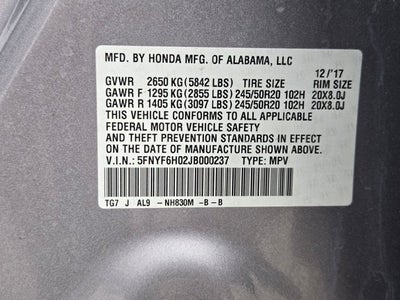 MFD. BY HONDA MFG. OF ALABAMA, LLC
12/'17
GVWR 2650 KG (5842 LBS) TIRE SIZE RIM SIZE
GAWR F 1295 KG (2855 LBS) 245/50R20 102H 20X8.0J
GAWR R 1405 KG (3097 LBS) 245/50R20 102H 20X8.0J
THIS VEHICLE CONFORMS TO ALL APPLICABLE
FEDERAL MOTOR VEHICLE SAFETY AND THEFT
PREVENTION STANDARDS IN EFFECT
ON THE DATE OF MANUFACTURE SHOWN ABOVE.
V.I.N.: 5FNYF6H02JB000237 TYPE: MPV
TG7 J AL9 -NH830M -B -B